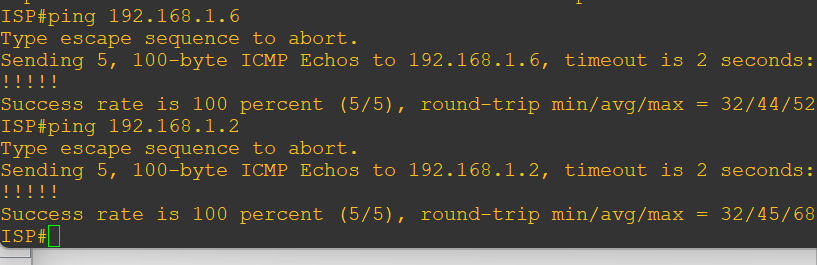 ISP#ping 192.168.1.6
Type escape sequence to abort.
Sending 5, 100-byte ICMP Echos to 192.168.1.6, timeout is 2 seconds:
!!!!!
Success rate is 100 percent (5/5), round-trip min/avg/max = 32/44/52
ISP#ping 192.168.1.2
Type escape sequence to abort.
Sending 5, 100-byte ICMP Echos to 192.168.1.2, timeout is 2 seconds:
!!!!!
Success rate is 100 percent (5/5), round-trip min/avg/max = 32/45/68
ISP#